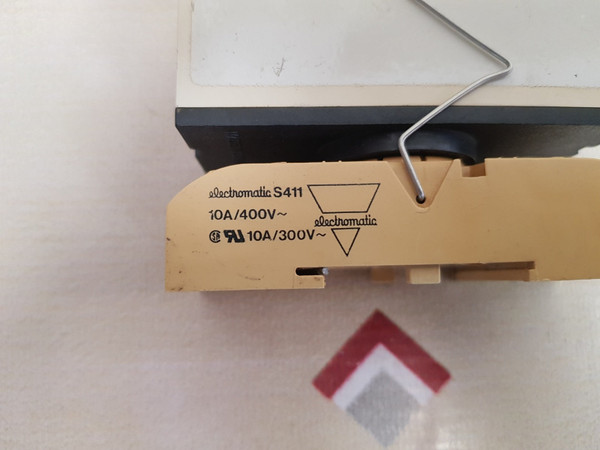 electromatic S411
10A/400V~
electromatic
10A/300V~